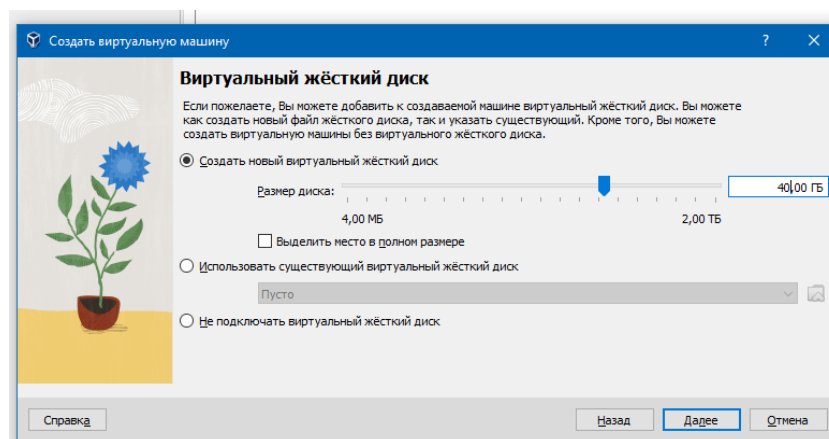 Создать виртуальную машину
Виртуальный жёсткий диск
Если пожелаете, Вы можете добавить к создаваемой машине виртуальный жёсткий диск. Вы можете
как создать новый файл жёсткого диска, так и указать существующий. Кроме того, Вы можете
создать виртуальную машины без виртуального жёсткого диска.
Создать новый виртуальный жёсткий диск
Размер диска:
40,00 ГБ
4,00 МБ
2,00 ТБ
Выделить место в полном размере
Использовать существующий виртуальный жёсткий диск
Пусто
Не подключать виртуальный жёсткий диск
Справка
Назад
Далее
Отмена